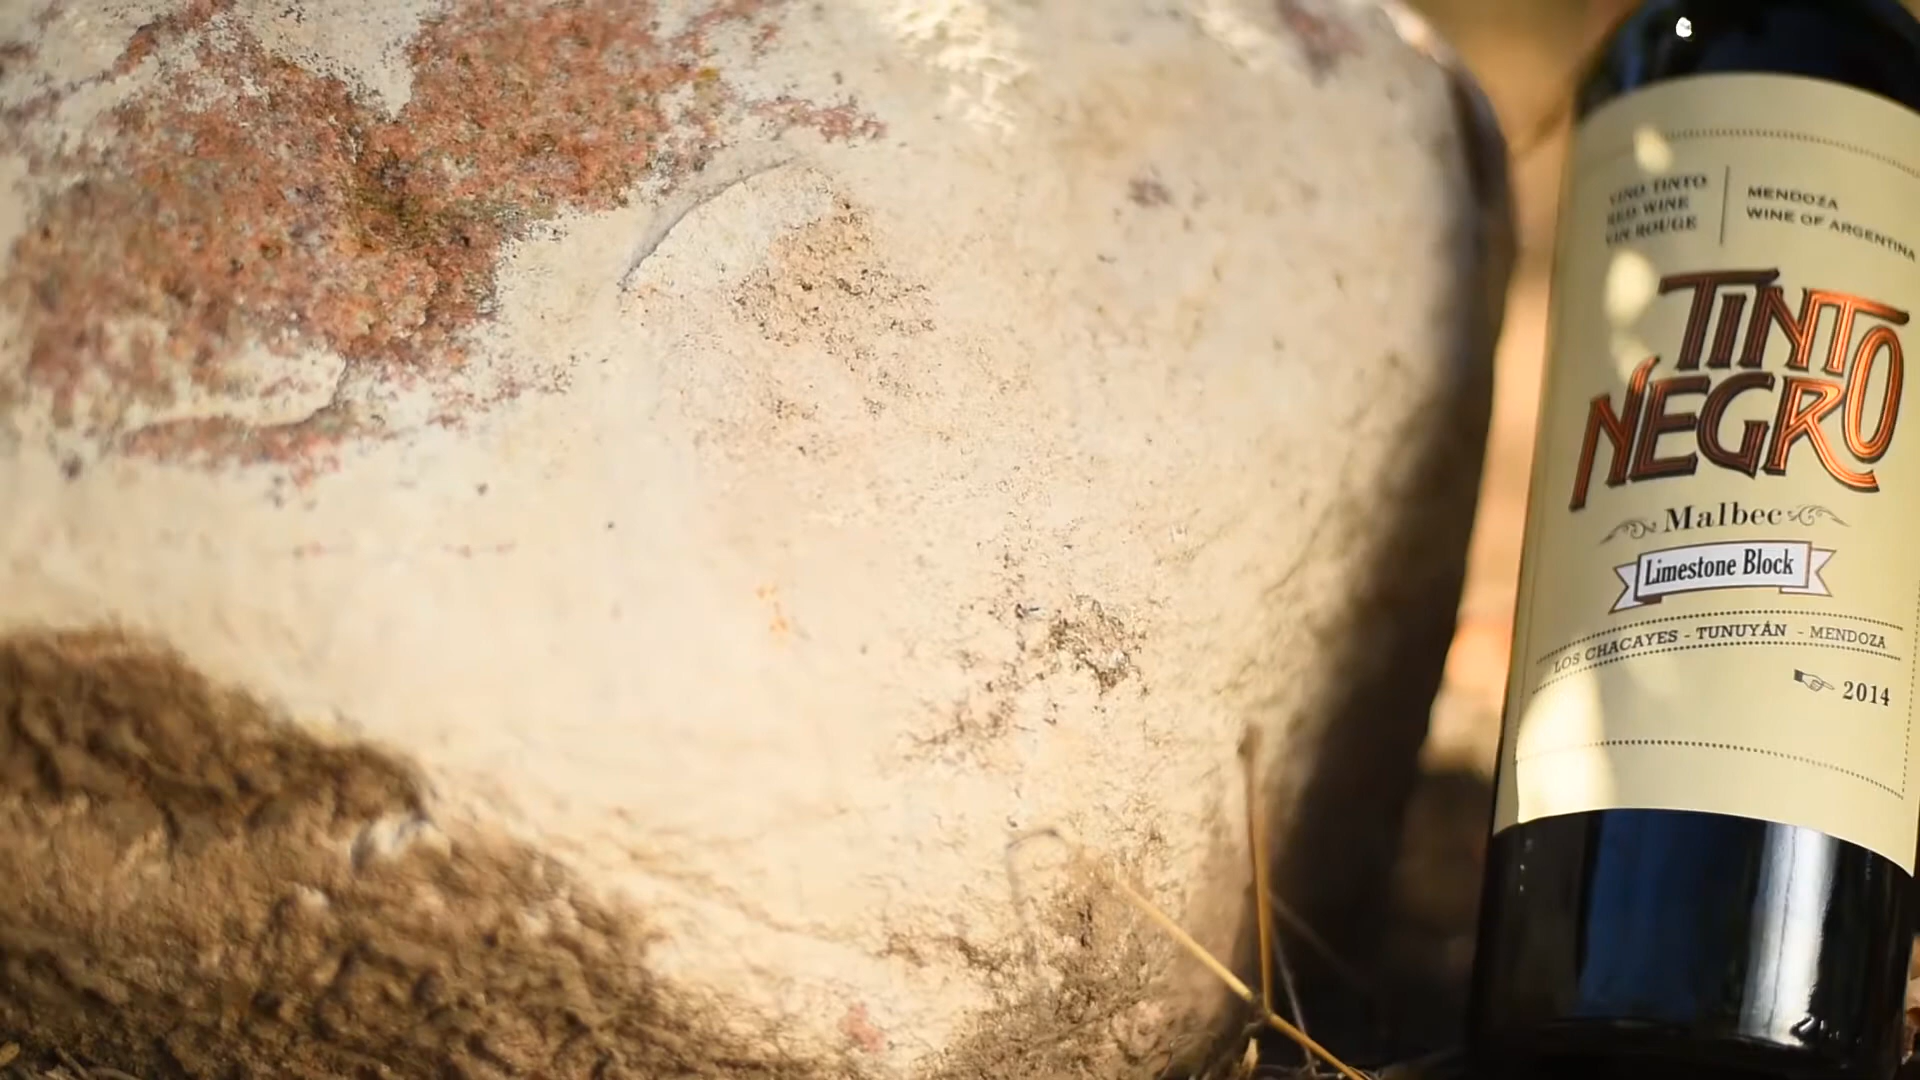 VINO TINTO
RED WINE
VIN ROUGE
MENDOZA
WINE OF ARGENTINA
TINTO
NEGRO
Malbec
Limestone Block
LOS CHACAYES - TUNUYÁN - MENDOZA
2014